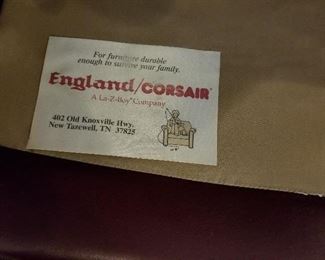 For furniture durable
enough to survive your family.
England/CORSAIR
A La-Z-Boy® Company
402 Old Knoxville Hwy.
New Tazewell, TN 37825